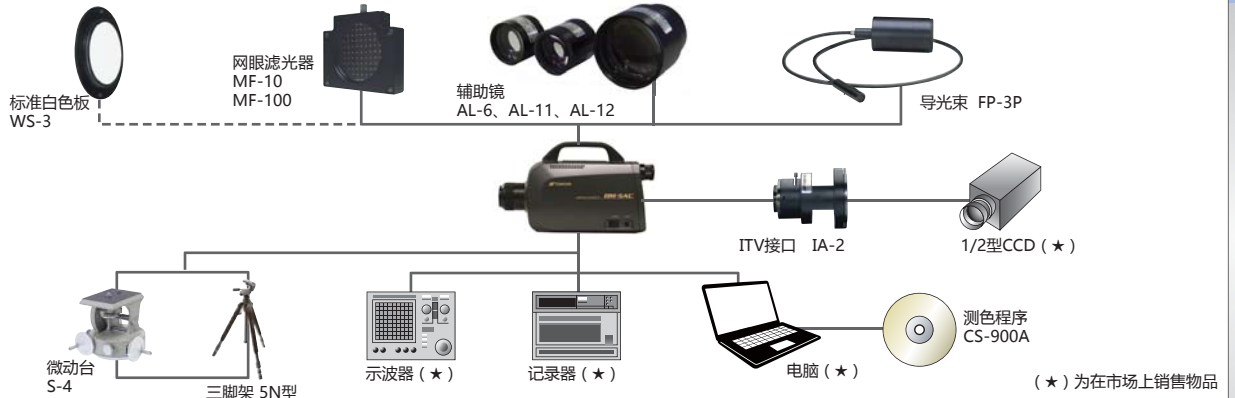 标准白色板
WS-3
网眼滤光器
MF-10
MF-100
辅助镜
AL-6、AL-11、AL-12
导光束 FP-3P
BM-5AC
ITV接口 IA-2
1/2型CCD（★）
微动台
S-4
三脚架 5N型
示波器（★）
记录器（★）
电脑（★）
测色程序
CS-900A
（★）为在市场上销售物品